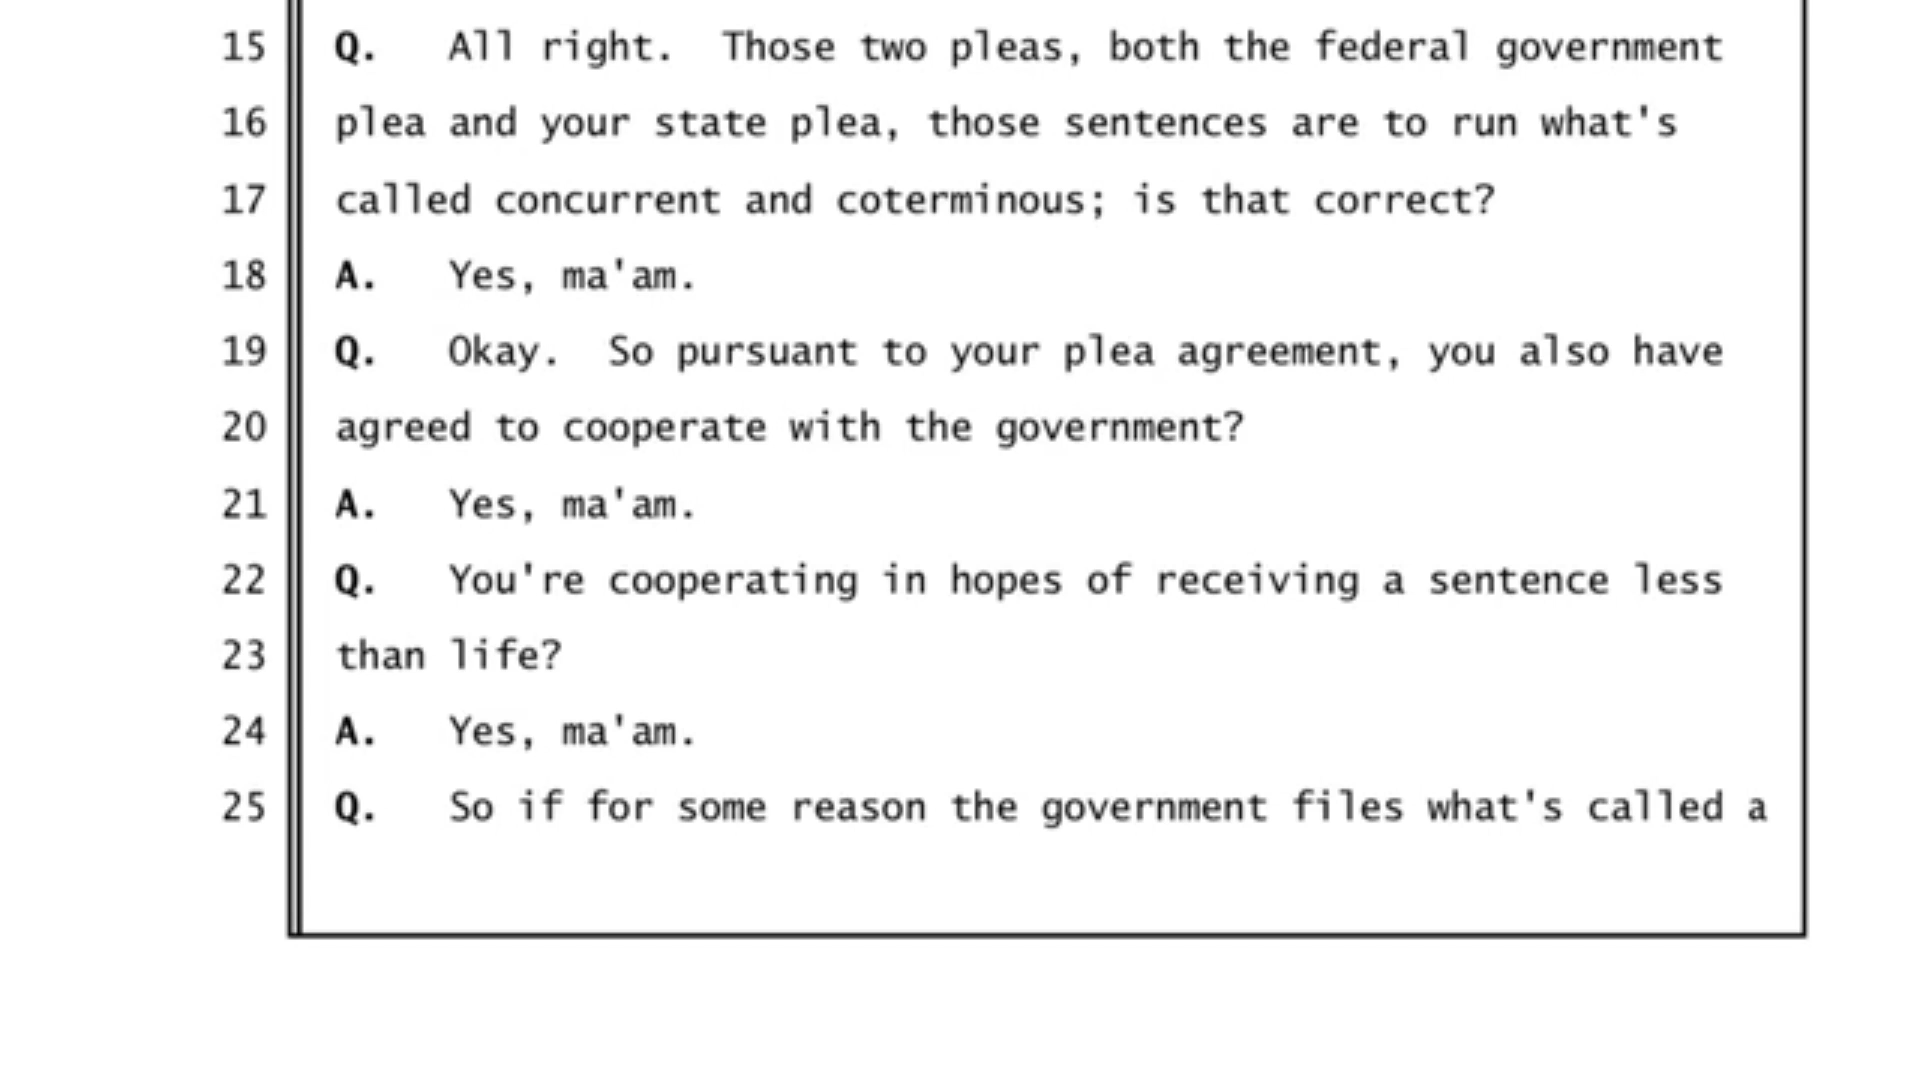 15 Q. All right. Those two pleas, both the federal government
16 plea and your state plea, those sentences are to run what's
17 called concurrent and coterminous; is that correct?
18 A. Yes, ma'am.
19 Q. Okay. So pursuant to your plea agreement, you also have
20 agreed to cooperate with the government?
21 A. Yes, ma'am.
22 Q. You're cooperating in hopes of receiving a sentence less
23 than life?
24 A. Yes, ma'am.
25 Q. So if for some reason the government files what's called a